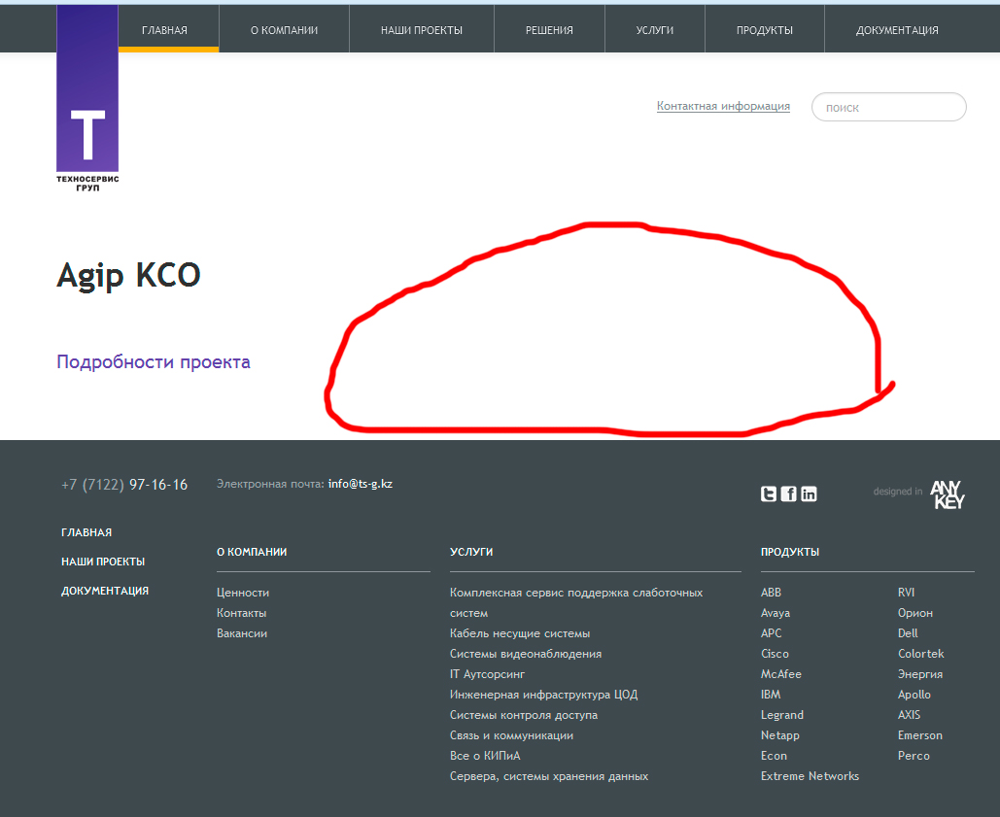 ГЛАВНАЯ О КОМПАНИИ НАШИ ПРОЕКТЫ РЕШЕНИЯ УСЛУГИ ПРОДУКТЫ ДОКУМЕНТАЦИЯ
Контактная информация поиск
Т
ТЕХНОСЕРВИС
ГРУП
Agip KCO
Подробности проекта
+7 (7122) 97-16-16 Электронная почта: info@ts-g.kz
designed in ANY
KEY
ГЛАВНАЯ
НАШИ ПРОЕКТЫ
ДОКУМЕНТАЦИЯ
О КОМПАНИИ
Ценности
Контакты
Вакансии
УСЛУГИ
Комплексная сервис поддержка слаботочных
систем
Кабель несущие системы
Системы видеонаблюдения
IT Аутсорсинг
Инженерная инфраструктура ЦОД
Системы контроля доступа
Связь и коммуникации
Все о КИПиА
Сервера, системы хранения данных
ПРОДУКТЫ
ABB
Avaya
APC
Cisco
McAfee
IBM
Legrand
Netapp
Econ
Extreme Networks
RVI
Орион
Dell
Colortek
Энергия
Apollo
AXIS
Emerson
Perco